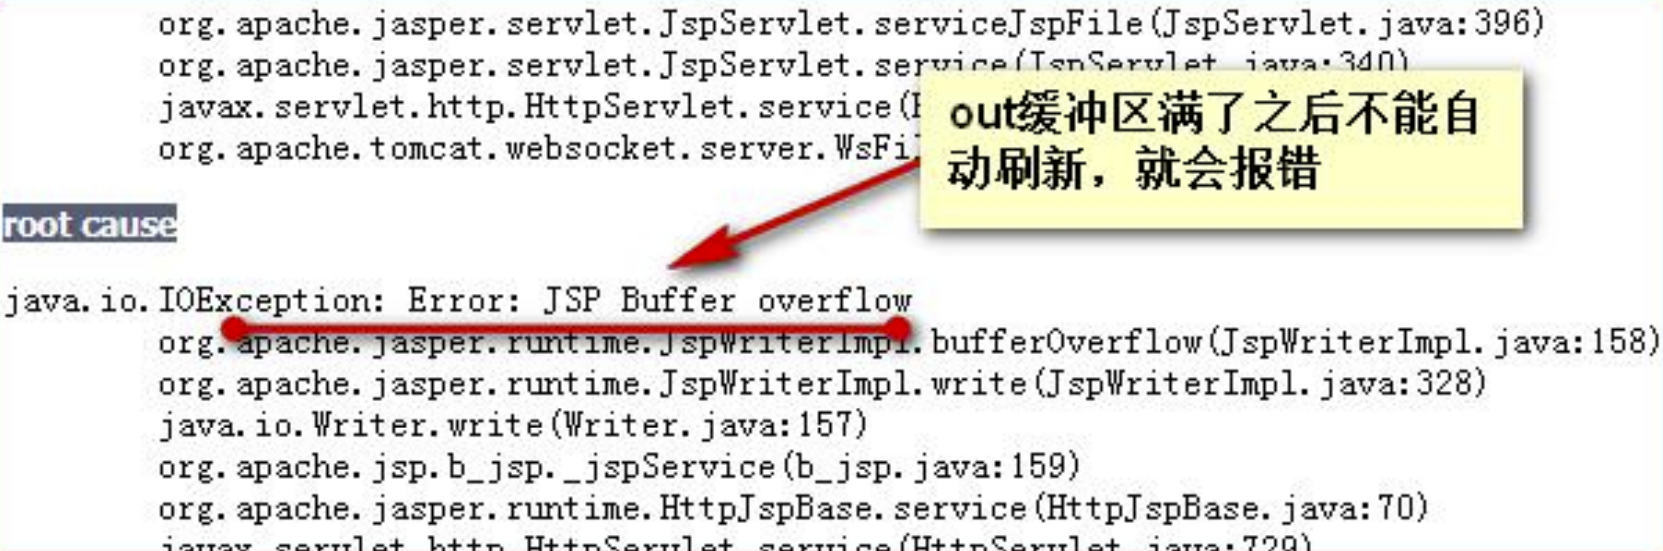 org.apache.jasper.servlet.JspServlet.serviceJspFile(JspServlet.java:396)
org.apache.jasper.servlet.JspServlet.service(JspServlet.java:340)
javax.servlet.http.HttpServlet.service(
org.apache.tomcat.websocket.server.WsFi
out缓冲区满了之后不能自
动刷新，就会报错
root cause
java.io.IOException: Error: JSP Buffer overflow
org.apache.jasper.runtime.JspWriterImpl.bufferOverflow(JspWriterImpl.java:158)
org.apache.jasper.runtime.JspWriterImpl.write(JspWriterImpl.java:328)
java.io.Writer.write(Writer.java:157)
org.apache.jsp.b_jsp._jspService(b_jsp.java:159)
org.apache.jasper.runtime.HttpJspBase.service(HttpJspBase.java:70)
javax.servlet.http.HttpServlet.service(HttpServlet.java:729)